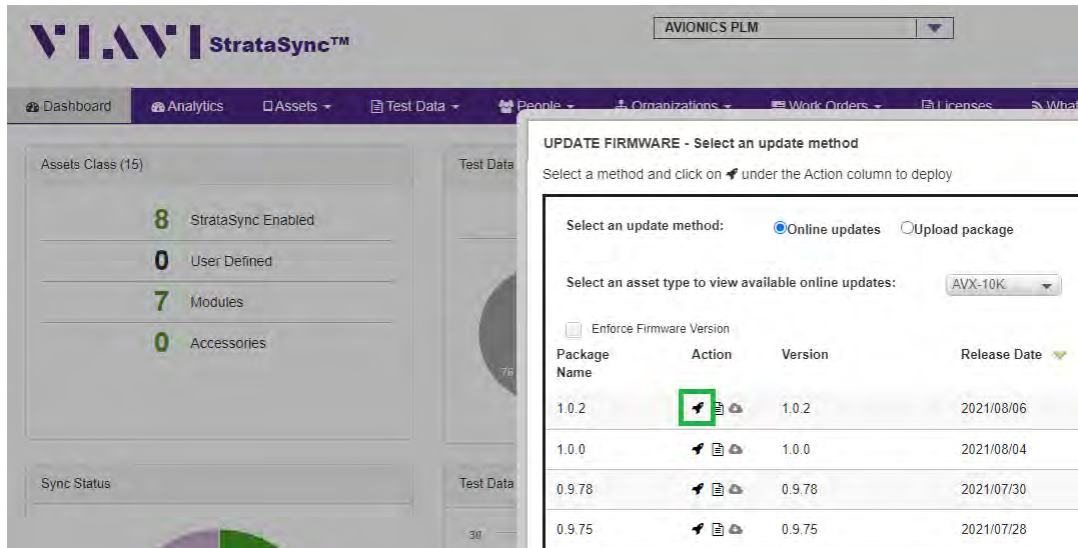 VIAVI StrataSync™
AVIONICS PLM
Dashboard Analytics Assets Test Data People Organizations Work Orders Licenses What
UPDATE FIRMWARE - Select an update method
Assets Class (15)
Test Data
Select a method and click on under the Action column to deploy
8 StrataSync Enabled
Select an update method: Online updates Upload package
0 User Defined
Select an asset type to view available online updates: AVX-10K
7 Modules
Enforce Firmware Version
0 Accessories
Package Name Action Version Release Date
76
1.0.2 1.0.2 2021/08/06
1.0.0 1.0.0 2021/08/04
Sync Status
Test Data
0.9.78 0.9.78 2021/07/30
0.9.75 0.9.75 2021/07/28